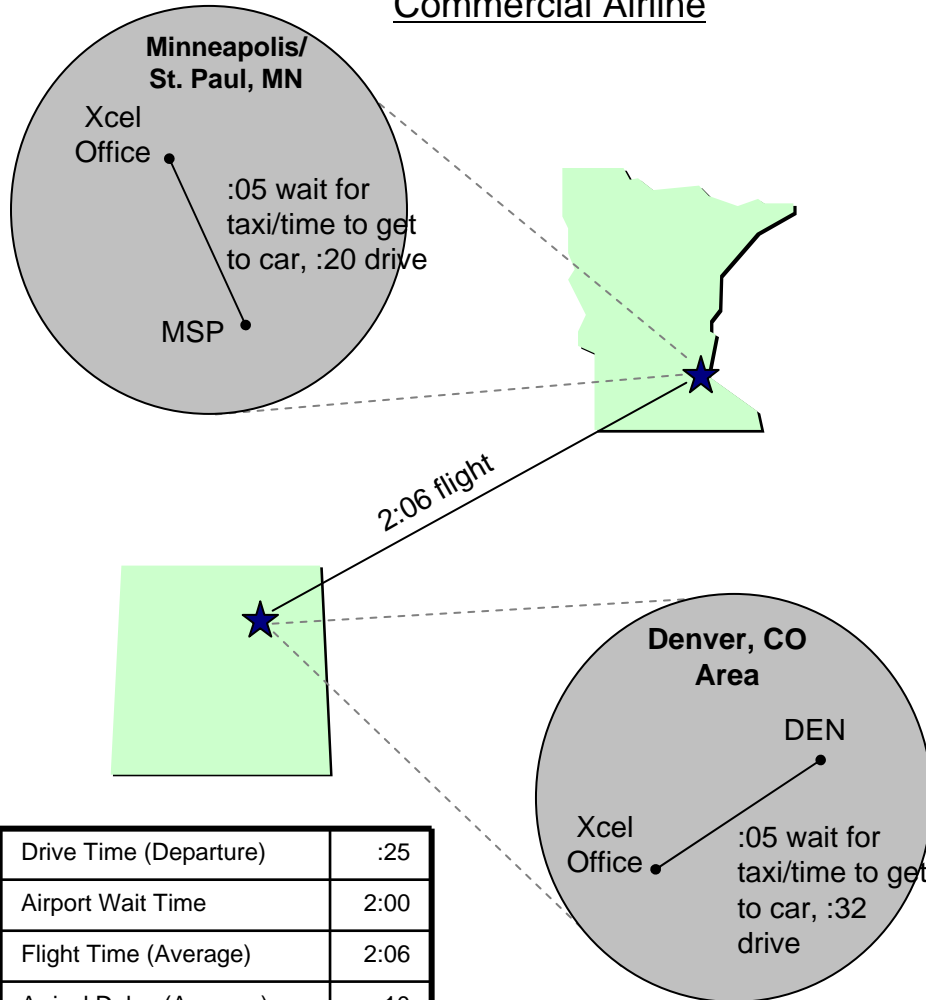 Commercial Airline
Minneapolis/
St. Paul, MN
Xcel
Office
:05 wait for
taxi/time to get
to car, :20 drive
MSP
2:06 flight
Denver, CO
Area
DEN
Xcel
Office
:05 wait for
taxi/time to get
to car, :32
drive
Drive Time (Departure) :25
Airport Wait Time 2:00
Flight Time (Average) 2:06